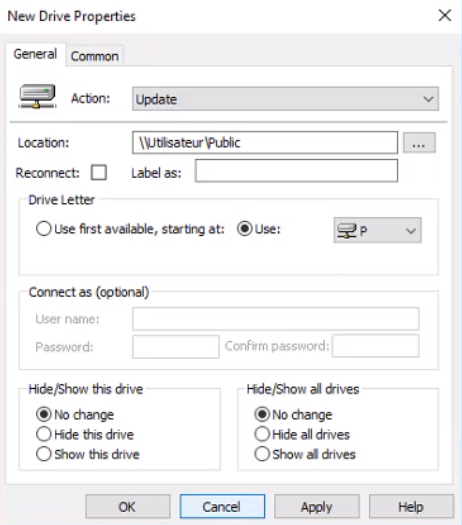 New Drive Properties
General Common
Action: Update
Location: \\Utilisateur\Public ...
Reconnect: Label as:
Drive Letter
Use first available, starting at: Use: P
Connect as (optional)
User name:
Password: Confirm password:
Hide/Show this drive Hide/Show all drives
No change No change
Hide this drive Hide all drives
Show this drive Show all drives
OK Cancel Apply Help